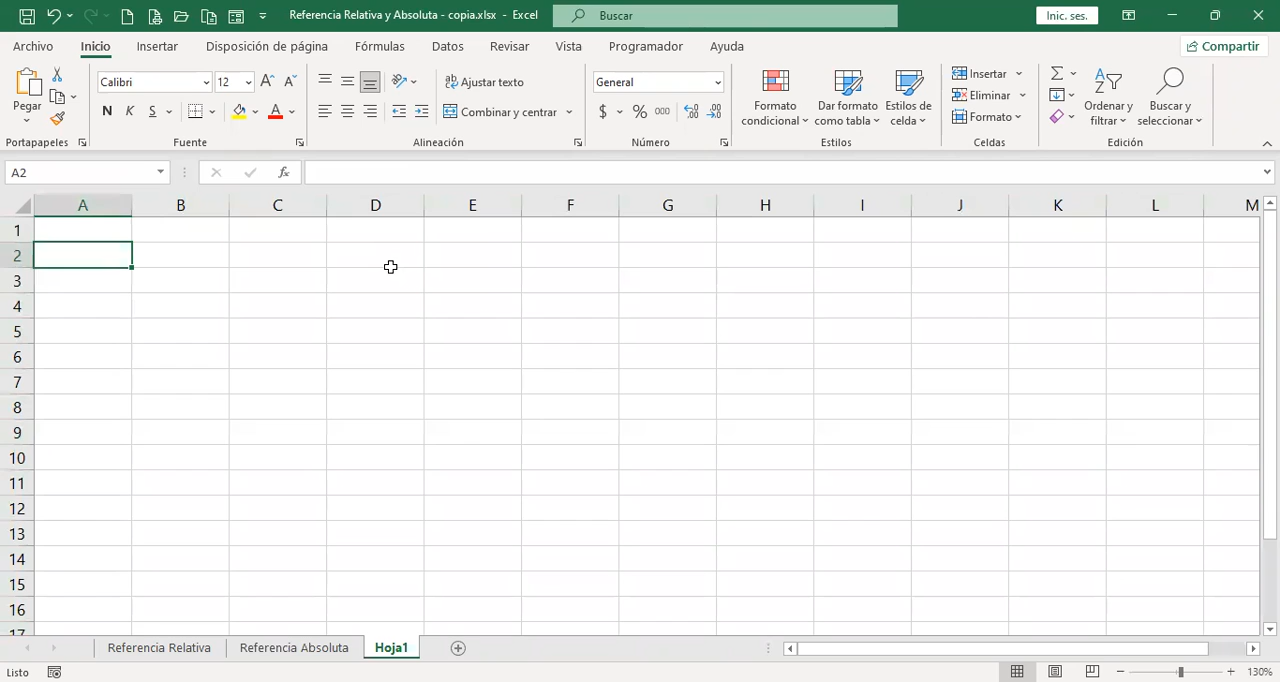 Referencia Relativa y Absoluta - copia.xlsx - Excel
Buscar
Inic. ses.
Archivo Inicio Insertar Disposición de página Fórmulas Datos Revisar Vista Programador Ayuda
Compartir
Pegar
Calibri 12
N K S A
Ajustar texto
Combinar y centrar
General
$ % 000
Formato condicional
Dar formato como tabla
Estilos de celda
Insertar
Eliminar
Formato
Ordenar y filtrar
Buscar y seleccionar
Portapapeles Fuente Alineación Número Estilos Celdas Edición
A2 fx
A B C D E F G H I J K L M
1
2
3
4
5
6
7
8
9
10
11
12
13
14
15
16
17
Referencia Relativa Referencia Absoluta Hoja1
Listo
130%